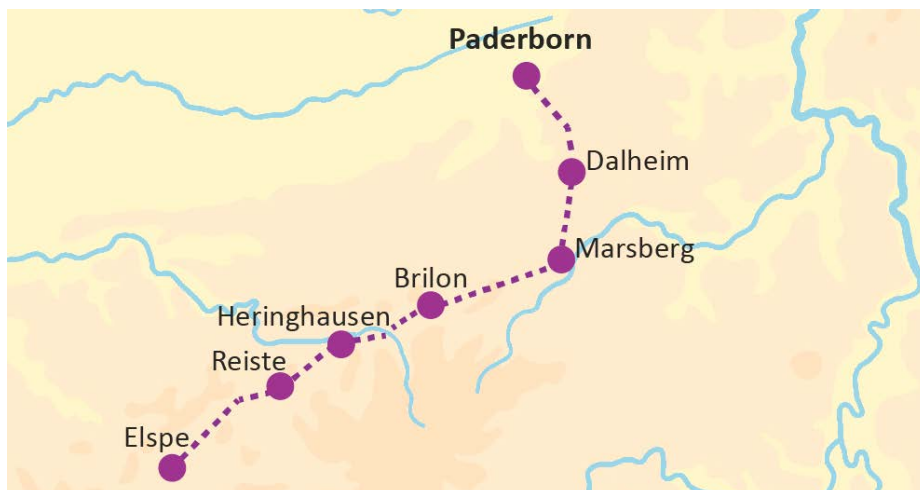 Paderborn
Dalheim
Marsberg
Brilon
Heringhausen
Reiste
Elspe